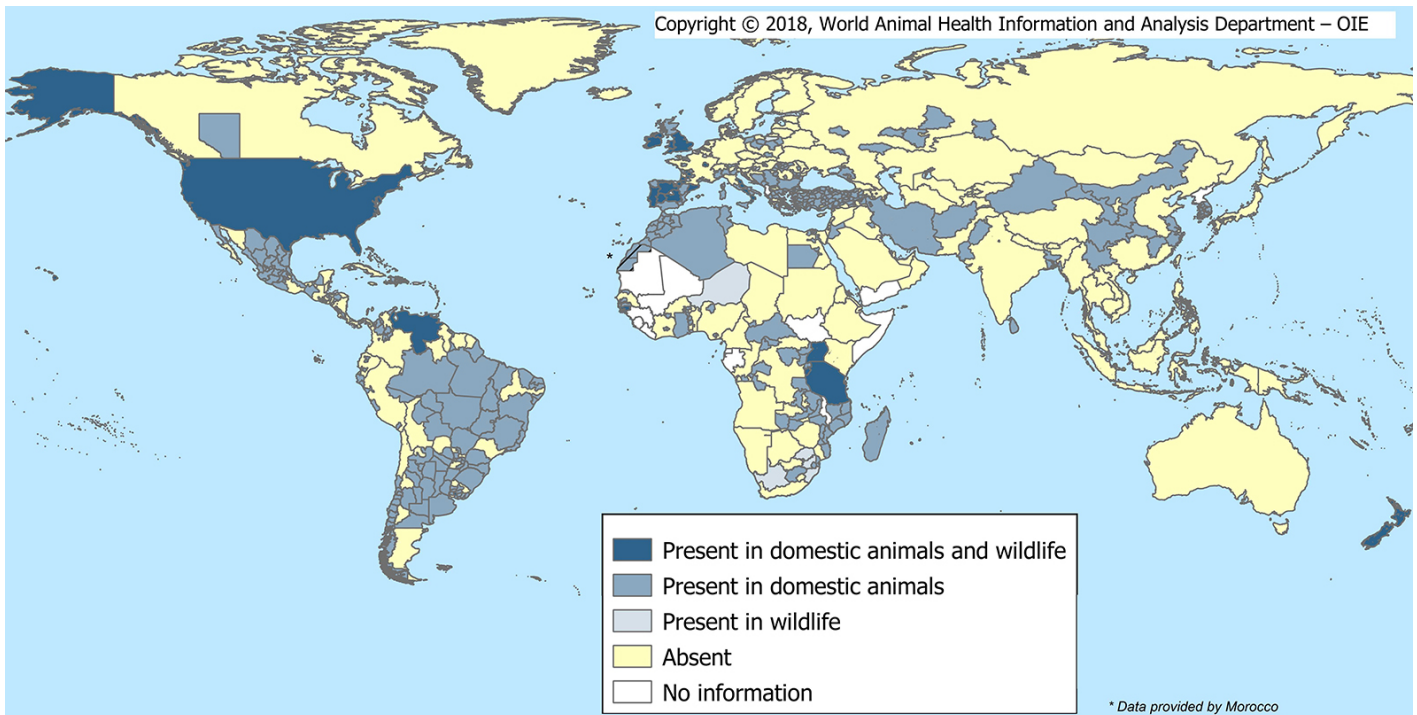 Copyright © 2018, World Animal Health Information and Analysis Department – OIE
*
Present in domestic animals and wildlife
Present in domestic animals
Present in wildlife
Absent
No information
* Data provided by Morocco